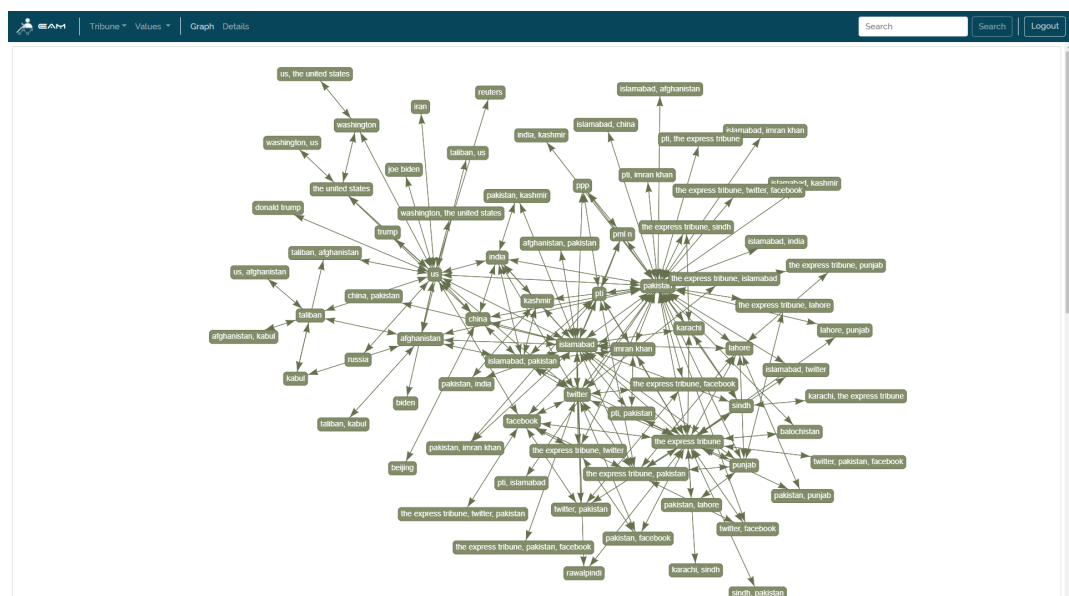 EAM
Tribune Values Graph Details Search Search Logout
us, the united states
iran
reuters
islamabad, afghanistan
washington
islamabad, china
islamabad, imran khan
india, kashmir
pti, the express tribune
washington, us
taliban, us
joe biden
pti, imran khan
the united states
ppp
islamabad, kashmir
the express tribune, twitter, facebook
pakistan, kashmir
donald trump
washington, the united states
trump
pml n
the express tribune, sindh
taliban, afghanistan
afghanistan, pakistan
islamabad, india
india
us, afghanistan
us
the express tribune, punjab
the express tribune, islamabad
pakistan
china, pakistan
kashmir
pti
the express tribune, lahore
taliban
china
karachi
lahore, punjab
afghanistan, kabul
afghanistan
islamabad
imran khan
lahore
russia
islamabad, pakistan
islamabad, twitter
kabul
pakistan, india
the express tribune, facebook
twitter
karachi, the express tribune
biden
sindh
pti, pakistan
taliban, kabul
facebook
balochistan
pakistan, imran khan
the express tribune, twitter
the express tribune
beijing
the express tribune, pakistan
punjab
twitter, pakistan, facebook
pti, islamabad
pakistan, punjab
the express tribune, twitter, pakistan
twitter, pakistan
pakistan, lahore
twitter, facebook
the express tribune, pakistan, facebook
pakistan, facebook
rawalpindi
karachi, sindh
sindh, pakistan